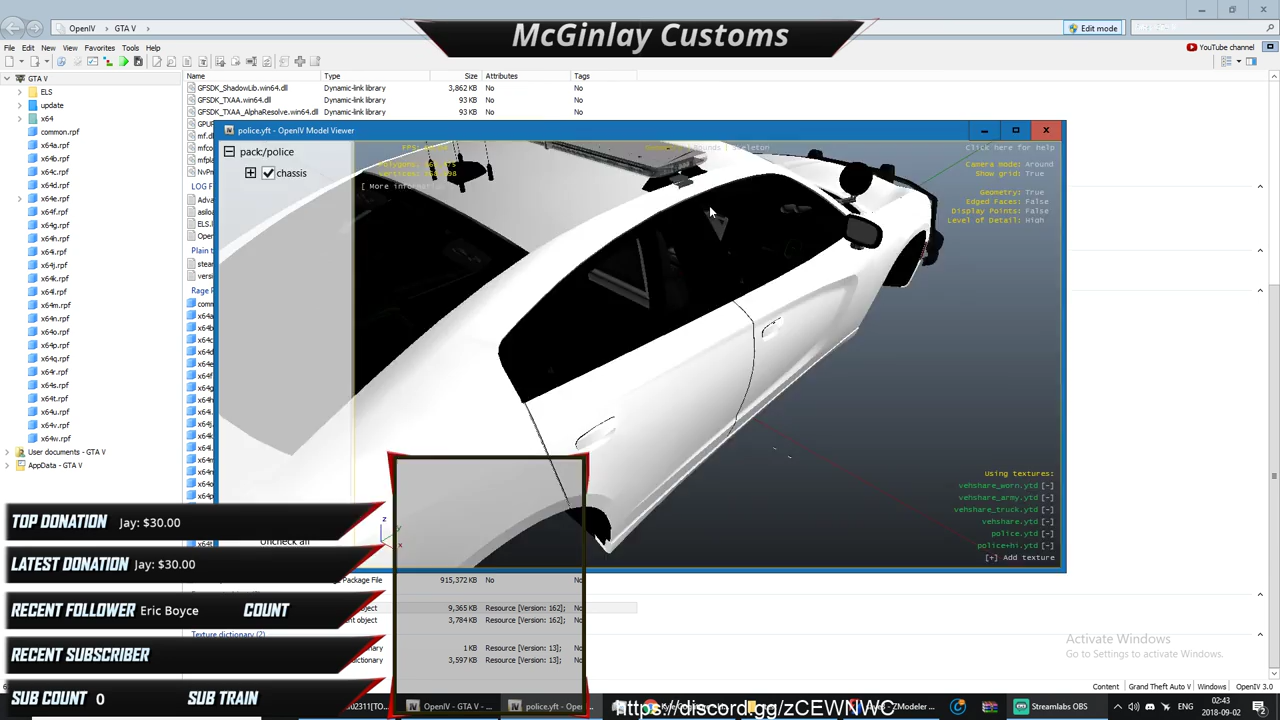 OpenIV
GTA V
McGinlay Customs
Edit mode
File Edit View Favorites Tools Help
YouTube channel
GTA V
Name Type Size Attributes Tags
ELS
update
x64
common.rpf
x64a.rpf
x64b.rpf
x64c.rpf
x64d.rpf
x64e.rpf
x64f.rpf
x64g.rpf
x64h.rpf
x64i.rpf
x64j.rpf
x64k.rpf
x64l.rpf
x64m.rpf
x64n.rpf
x64o.rpf
x64p.rpf
x64q.rpf
x64r.rpf
x64s.rpf
x64t.rpf
x64u.rpf
x64v.rpf
x64w.rpf
User documents - GTA V
AppData - GTA V
GFSDK_ShadowLib.win64.dll Dynamic-link library 3,862 KB No
GFSDK_TXAA.win64.dll Dynamic-link library 93 KB No
GFSDK_TXAA_AlphaResolve.win64.dll Dynamic-link library 93 KB No
police.yft - OpenIV Model Viewer
pack:/police
chassis
Click here for help
Camera mode: Around
Show grid: True
Geometry: True
Edged Faces: False
Display Points: False
Level of Detail: High
Using textures:
vehshare_worn.ytd [-]
vehshare_army.ytd [-]
vehshare_truck.ytd [-]
vehshare.ytd [-]
police.ytd [-]
police+hi.ytd [-]
[+] Add texture
z
y
x
Uncheck all
TOP DONATION Jay: $30.00
LATEST DONATION Jay: $30.00
RECENT FOLLOWER Eric Boyce COUNT
RECENT SUBSCRIBER
SUB COUNT 0 SUB TRAIN
Package File 915,372 KB No
object 9,365 KB Resource [Version: 162]; No
object 3,784 KB Resource [Version: 162]; No
Texture dictionary (2)
1 KB Resource [Version: 13]; No
3,597 KB Resource [Version: 13]; No
Activate Windows
Go to Settings to activate Windows.
Content Grand Theft Auto V Windows OpenIV 3.0
OpenIV - GTA V - ...
police.yft - Open...
https://discord.gg/zCEWNWC
ZModeler ...
Streamlabs OBS
ENG
02:43
2018-09-02